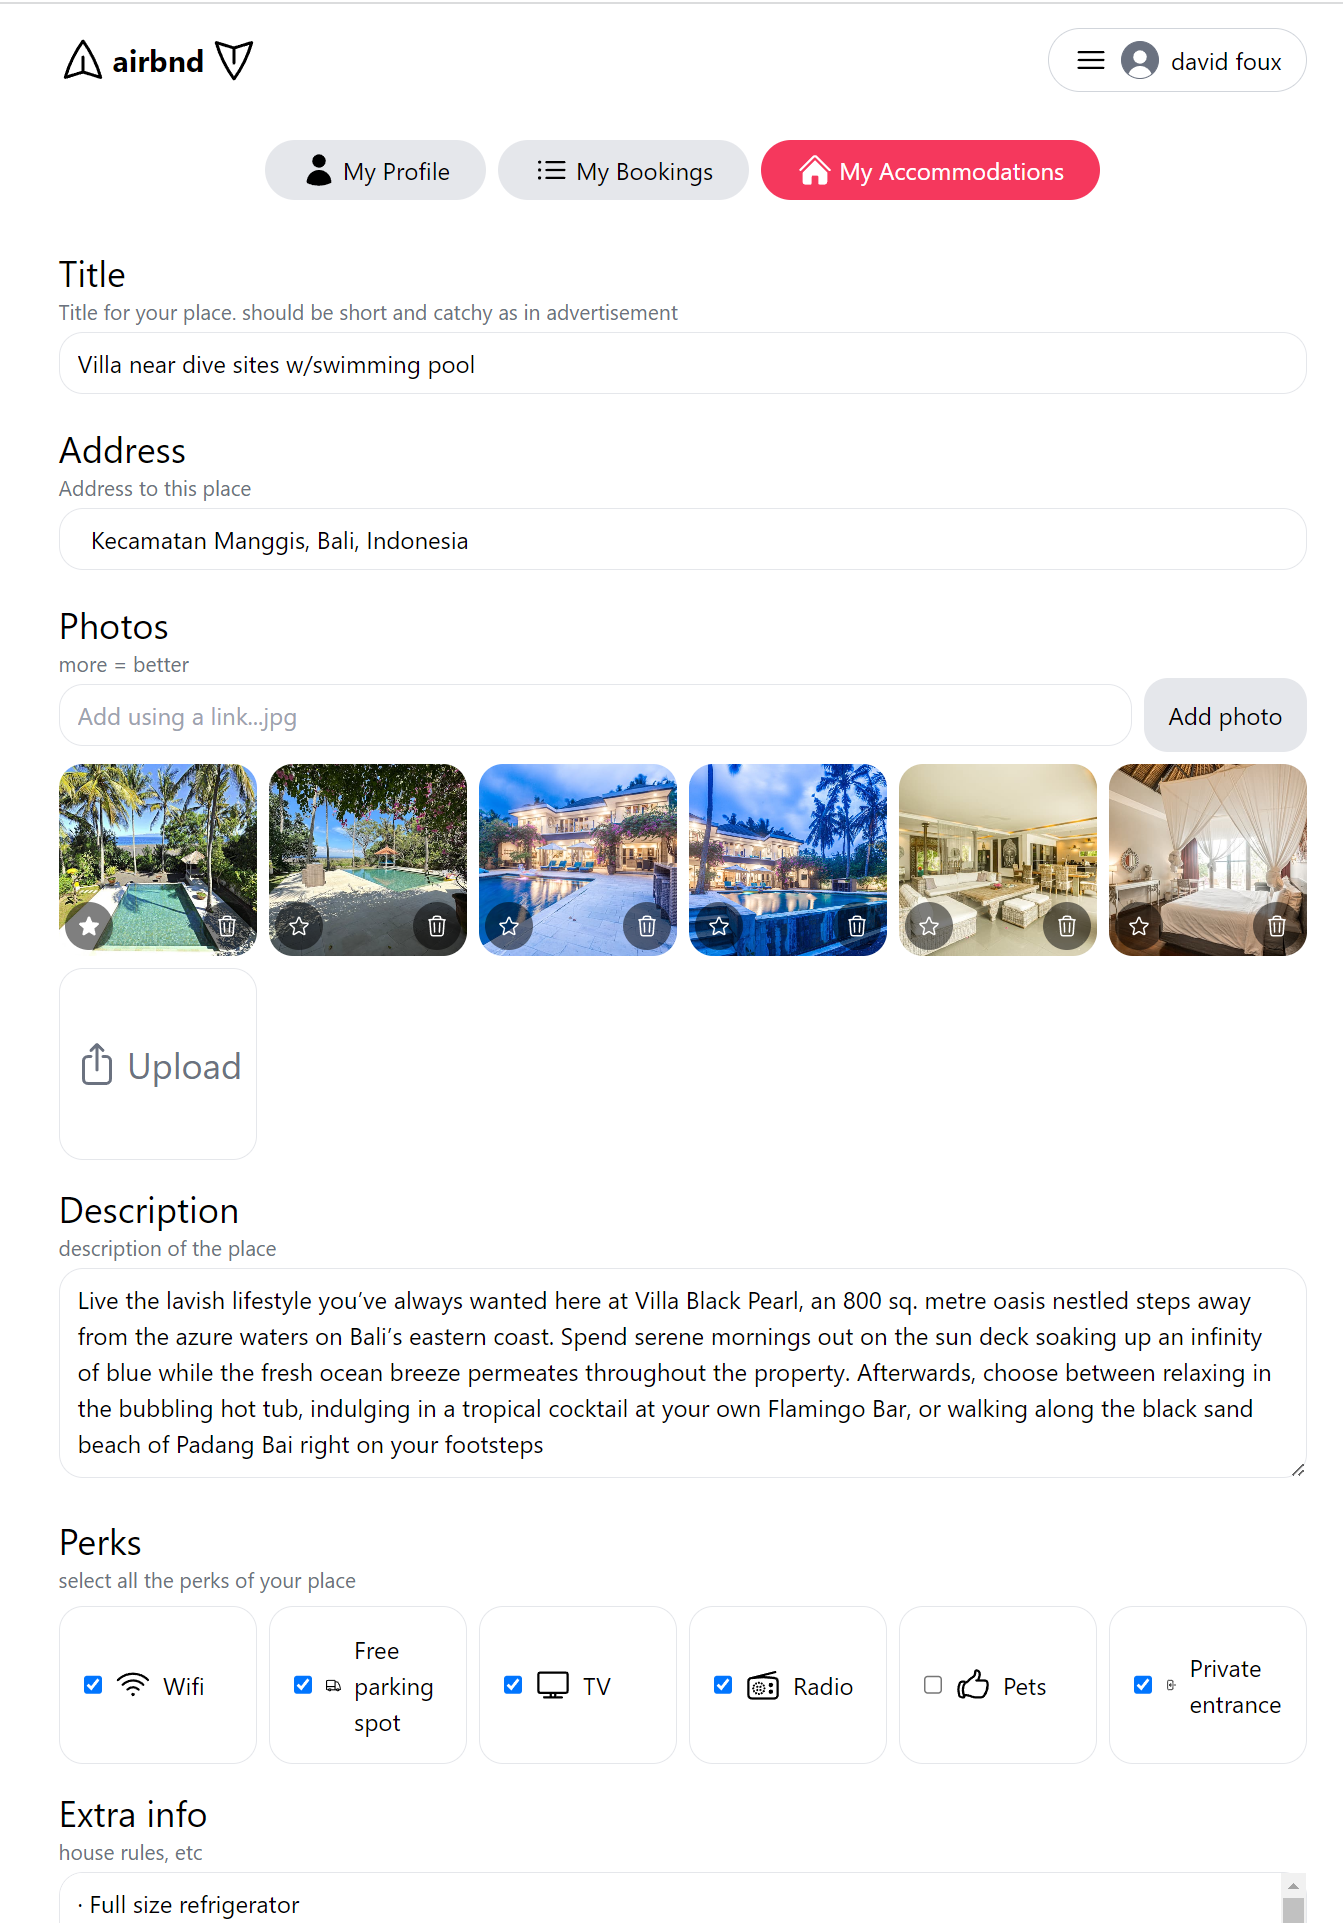 airbnd
david foux
My Profile
My Bookings
My Accommodations
Title
Title for your place. should be short and catchy as in advertisement
Villa near dive sites w/swimming pool
Address
Address to this place
Kecamatan Manggis, Bali, Indonesia
Photos
more = better
Add using a link...jpg
Add photo
Upload
Description
description of the place
Live the lavish lifestyle you’ve always wanted here at Villa Black Pearl, an 800 sq. metre oasis nestled steps away
from the azure waters on Bali’s eastern coast. Spend serene mornings out on the sun deck soaking up an infinity
of blue while the fresh ocean breeze permeates throughout the property. Afterwards, choose between relaxing in
the bubbling hot tub, indulging in a tropical cocktail at your own Flamingo Bar, or walking along the black sand
beach of Padang Bai right on your footsteps
Perks
select all the perks of your place
Wifi
Free
parking
spot
TV
Radio
Pets
Private
entrance
Extra info
house rules, etc
· Full size refrigerator